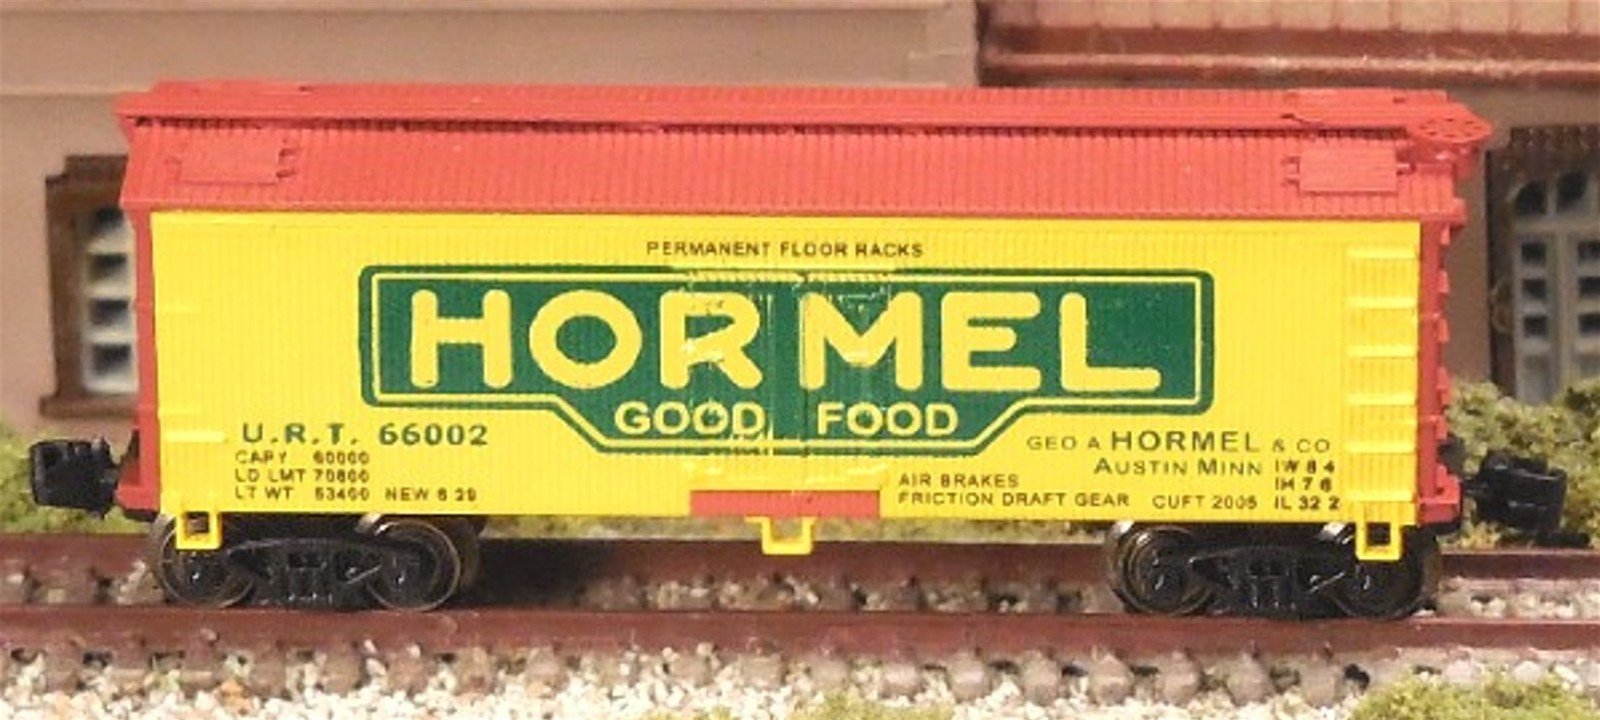 PERMANENT FLOOR RACKS
HORMEL
GOOD FOOD
U.R.T. 66002
CAPY 60000
LD LMT 70800
LT WT 53400 NEW 6 29
GEO A HORMEL & CO
AUSTIN MINN
AIR BRAKES
FRICTION DRAFT GEAR CUFT 2005
IW 8 4
IH 7 6
IL 32 2